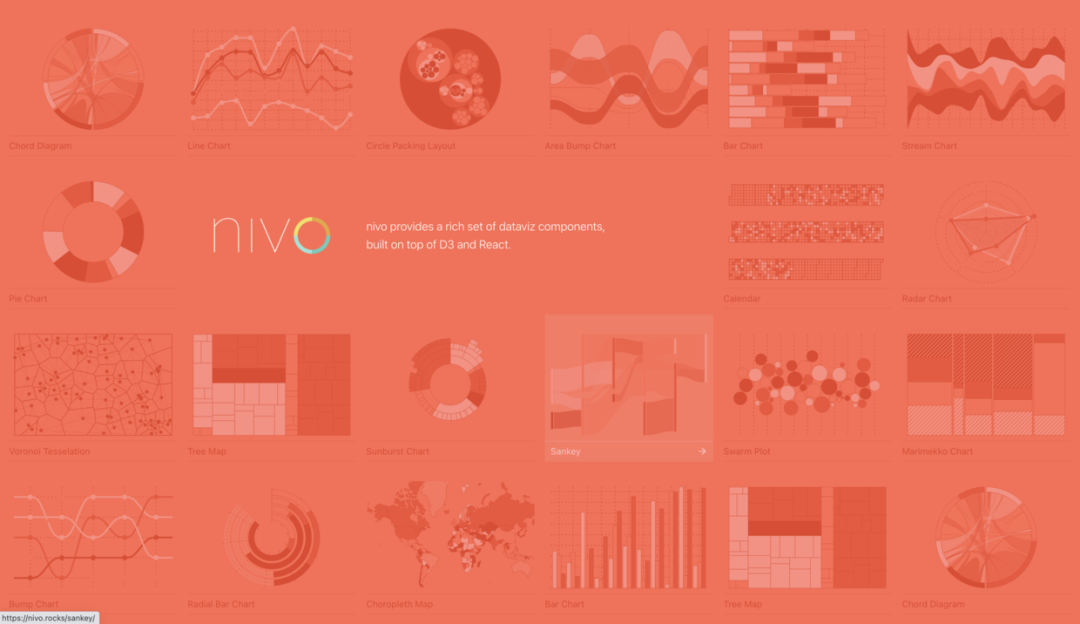 Chord Diagram
Line Chart
Circle Packing Layout
Area Bump Chart
Bar Chart
Stream Chart
Pie Chart
nivo
nivo provides a rich set of dataviz components,
built on top of D3 and React.
Calendar
Radar Chart
Voronoi Tesselation
Tree Map
Sunburst Chart
Sankey
Swarm Plot
Marimekko Chart
Bump Chart
Radial Bar Chart
Choropleth Map
Bar Chart
Tree Map
Chord Diagram
https://nivo.rocks/sankey/